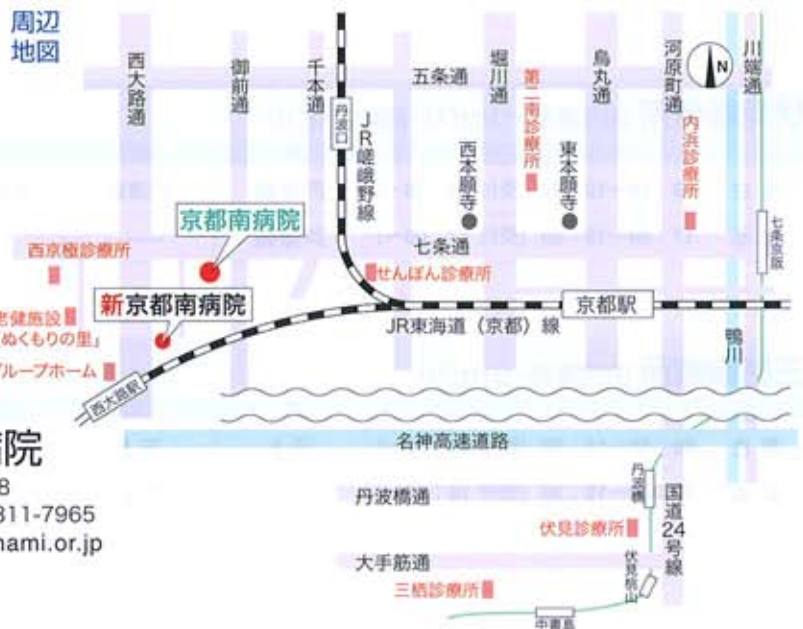 周辺
地図
西大路通
御前通
千本通
五条通
堀川通
烏丸通
河原町通
川端通
N
丹波口
JR嵯峨野線
第二南診療所
内浜診療所
西本願寺
東本願寺
七条京阪
京都南病院
七条通
西京極診療所
せんぽん診療所
新京都南病院
京都駅
老健施設
ぬくもりの里」
JR東海道（京都）線
鴨川
グループホーム
西大路駅
名神高速道路
病院
8
311-7965
nami.or.jp
丹波橋通
丹波橋
国道24号線
伏見診療所
大手筋通
伏見桃山
三栖診療所
中書島